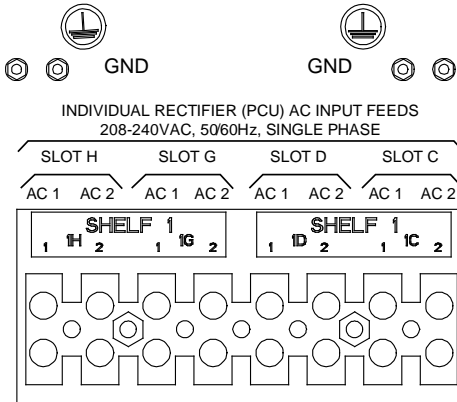 GND GND
INDIVIDUAL RECTIFIER (PCU) AC INPUT FEEDS
208-240VAC, 50/60Hz, SINGLE PHASE
SLOT H SLOT G SLOT D SLOT C
AC 1 AC 2 AC 1 AC 2 AC 1 AC 2 AC 1 AC 2
SHELF 1 SHELF 1
1 1H 2 1 1G 2 1 1D 2 1 1C 2